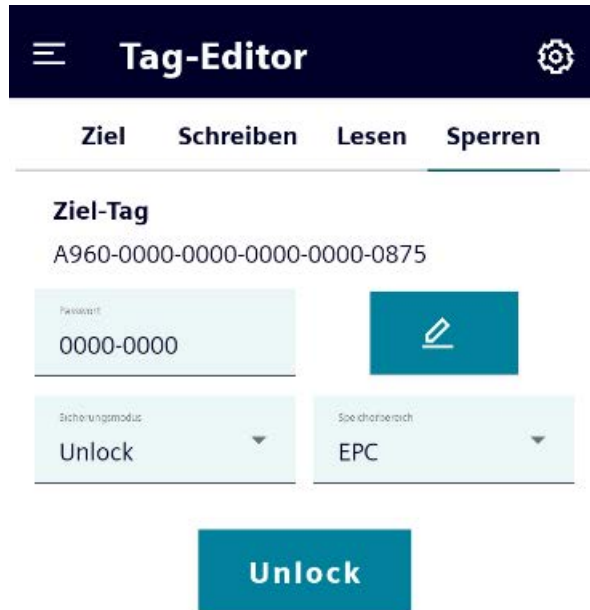 Tag-Editor
Ziel Schreiben Lesen Sperren
Ziel-Tag
A960-0000-0000-0000-0000-0875
Passwort
0000-0000
Sicherungsmodus Speicherbereich
Unlock EPC
Unlock